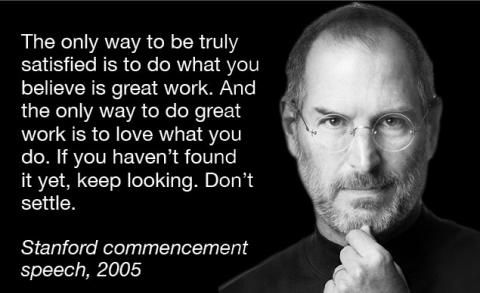 The only way to be truly
satisfied is to do what you
believe is great work. And
the only way to do great
work is to love what you
do. If you haven't found
it yet, keep looking. Don't
settle.
Stanford commencement
speech, 2005